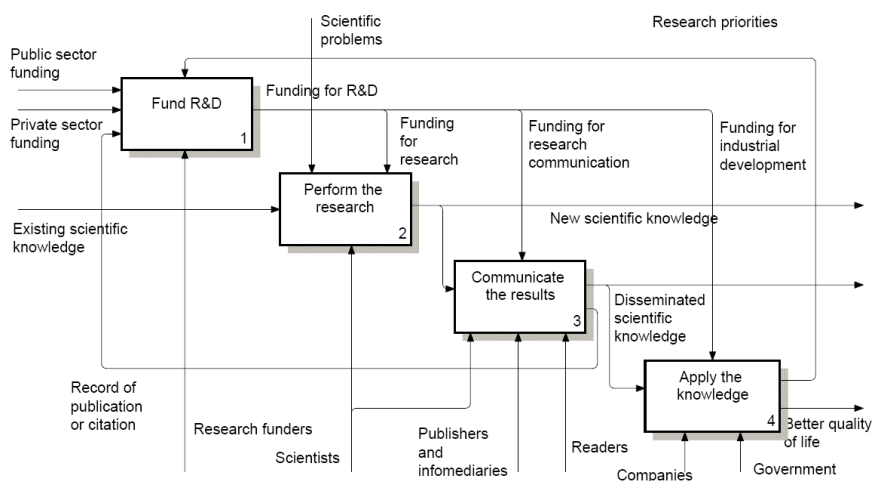 Scientific
problems
Research priorities
Public sector
funding
Fund R&D
1
Funding for R&D
Private sector
funding
Funding
for
research
Funding for
research
communication
Funding for
industrial
development
Perform the
research
2
Existing scientific
knowledge
New scientific knowledge
Communicate
the results
3
Disseminated
scientific
knowledge
Apply the
knowledge
4
Record of
publication
or citation
Better quality
of life
Research funders
Scientists
Publishers
and
infomediaries
Readers
Companies
Government